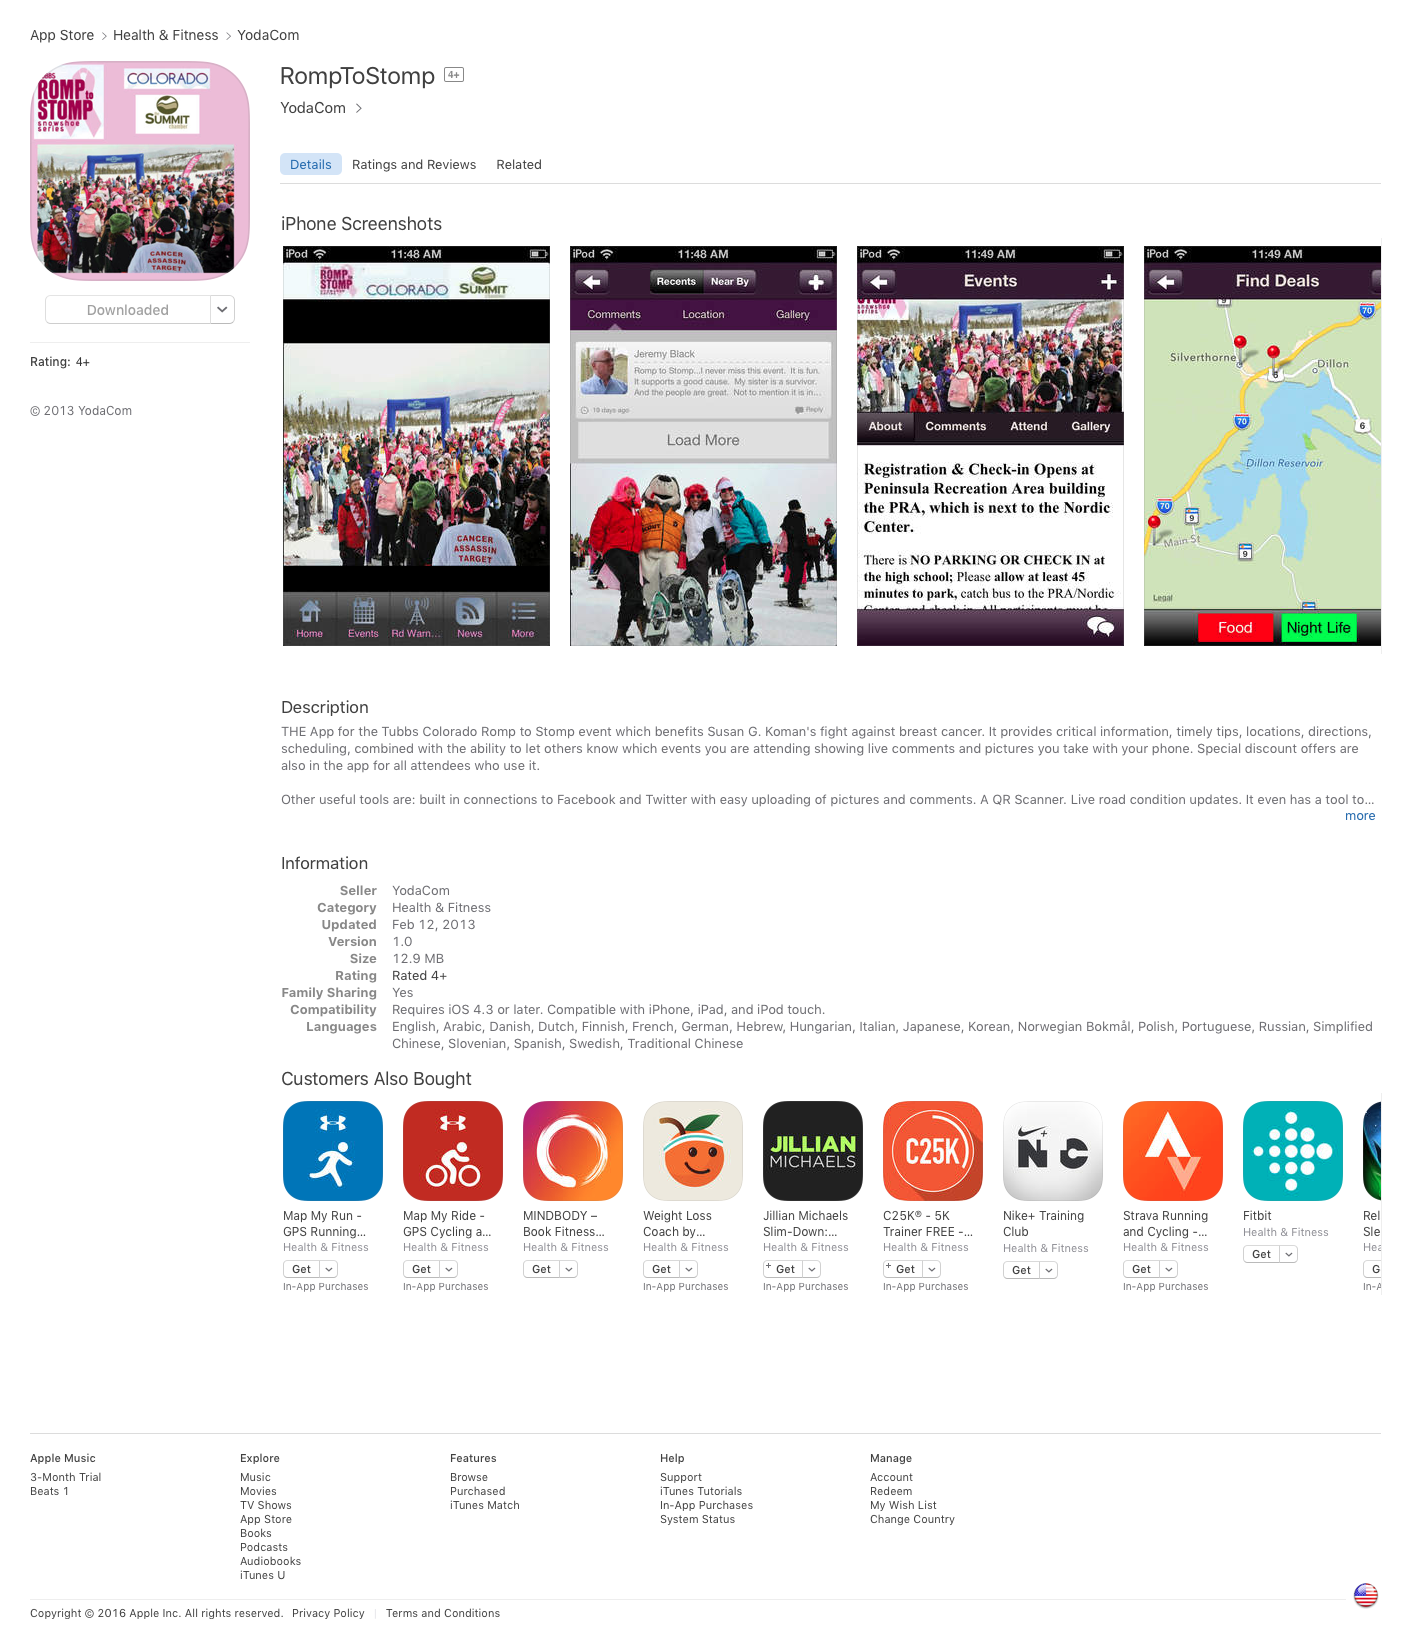 App Store > Health & Fitness > YodaCom
TUBBS
ROMP to
STOMP
snowshoe
series
COLORADO
SUMMIT
chamber
CANCER
ASSASSIN
TARGET
Downloaded
Rating: 4+
© 2013 YodaCom
RompToStomp 4+
YodaCom >
Details Ratings and Reviews Related
iPhone Screenshots
iPod 11:48 AM
ROMP to
STOMP
COLORADO
SUMMIT
CANCER
ASSASSIN
TARGET
Home Events Rd Warn... News More
iPod 11:48 AM
Recents Near By
Comments Location Gallery
Jeremy Black
Romp to Stomp...I never miss this event. It is fun.
It supports a good cause. My sister is a survivor.
And the people are great. Not to mention it is in...
19 days ago Reply
Load More
iPod 11:49 AM
Events
STOMP
About Comments Attend Gallery
Registration & Check-in Opens at
Peninsula Recreation Area building
the PRA, which is next to the Nordic
Center.
There is NO PARKING OR CHECK IN at
the high school; Please allow at least 45
minutes to park, catch bus to the PRA/Nordic
Center and check in. All participants must be
iPod 11:49 AM
Find Deals
9
70
Silverthorne
Dillon
6
70
6
Dillon Reservoir
70
9
Main St
9
Legal
Food Night Life
Description
THE App for the Tubbs Colorado Romp to Stomp event which benefits Susan G. Koman's fight against breast cancer. It provides critical information, timely tips, locations, directions,
scheduling, combined with the ability to let others know which events you are attending showing live comments and pictures you take with your phone. Special discount offers are
also in the app for all attendees who use it.
Other useful tools are: built in connections to Facebook and Twitter with easy uploading of pictures and comments. A QR Scanner. Live road condition updates. It even has a tool to...
more
Information
Seller YodaCom
Category Health & Fitness
Updated Feb 12, 2013
Version 1.0
Size 12.9 MB
Rating Rated 4+
Family Sharing Yes
Compatibility Requires iOS 4.3 or later. Compatible with iPhone, iPad, and iPod touch.
Languages English, Arabic, Danish, Dutch, Finnish, French, German, Hebrew, Hungarian, Italian, Japanese, Korean, Norwegian Bokmål, Polish, Portuguese, Russian, Simplified
Chinese, Slovenian, Spanish, Swedish, Traditional Chinese
Customers Also Bought
JILLIAN
MICHAELS
C25K
N+C
Map My Run -
GPS Running...
Health & Fitness
Get
In-App Purchases
Map My Ride -
GPS Cycling a...
Health & Fitness
Get
In-App Purchases
MINDBODY –
Book Fitness...
Health & Fitness
Get
Weight Loss
Coach by...
Health & Fitness
Get
In-App Purchases
Jillian Michaels
Slim-Down:...
Health & Fitness
+ Get
In-App Purchases
C25K® - 5K
Trainer FREE -...
Health & Fitness
+ Get
In-App Purchases
Nike+ Training
Club
Health & Fitness
Get
Strava Running
and Cycling -...
Health & Fitness
Get
In-App Purchases
Fitbit
Health & Fitness
Get
Rel
Sle
Hea
G
In-A
Apple Music
3-Month Trial
Beats 1
Explore
Music
Movies
TV Shows
App Store
Books
Podcasts
Audiobooks
iTunes U
Features
Browse
Purchased
iTunes Match
Help
Support
iTunes Tutorials
In-App Purchases
System Status
Manage
Account
Redeem
My Wish List
Change Country
Copyright © 2016 Apple Inc. All rights reserved. Privacy Policy | Terms and Conditions